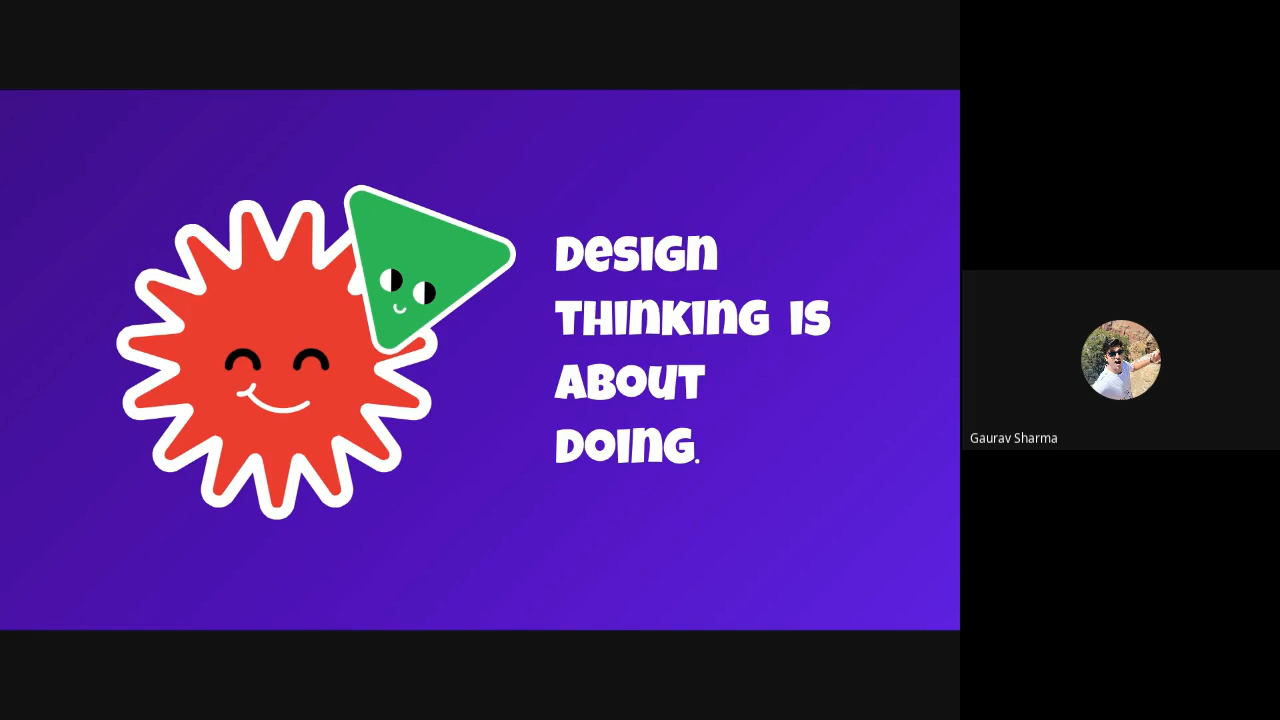 DESIGN
THINKING IS
ABOUT
DOING.
Gaurav Sharma